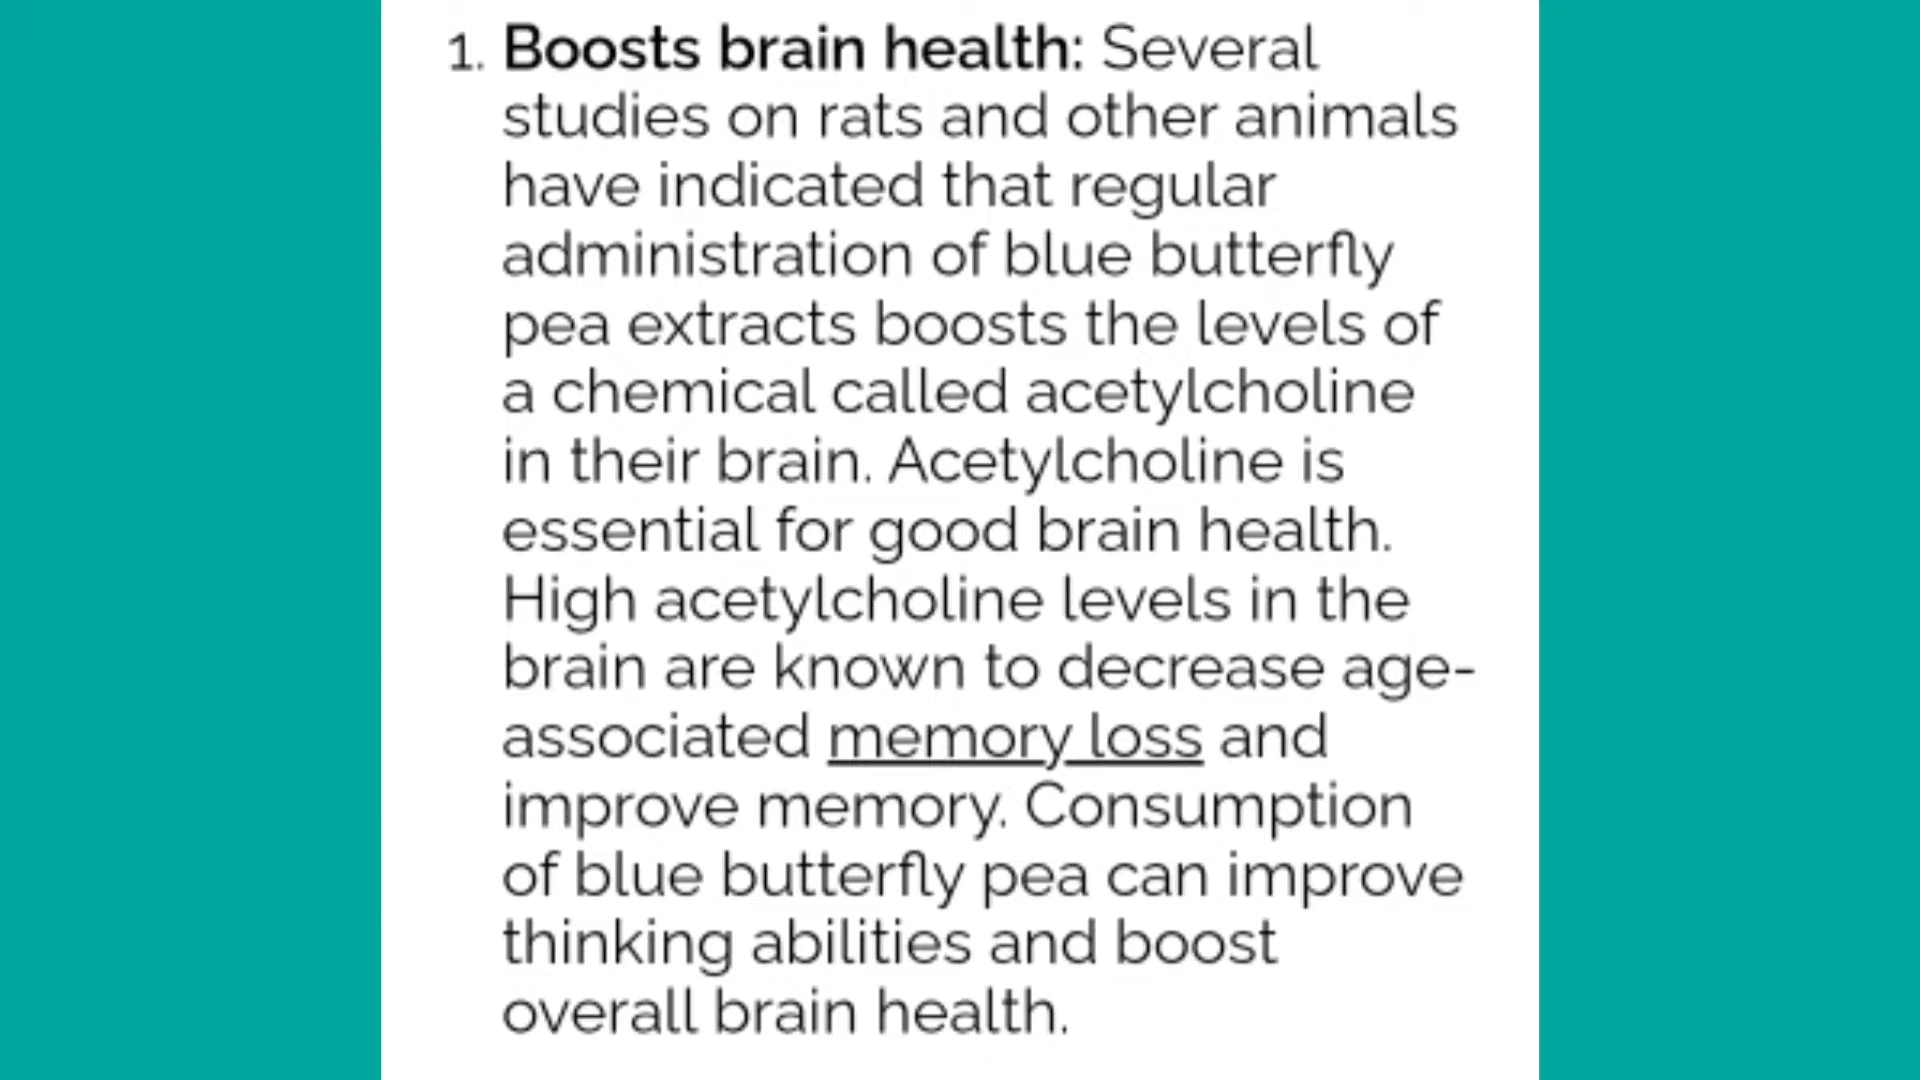 1. Boosts brain health: Several
studies on rats and other animals
have indicated that regular
administration of blue butterfly
pea extracts boosts the levels of
a chemical called acetylcholine
in their brain. Acetylcholine is
essential for good brain health.
High acetylcholine levels in the
brain are known to decrease age-
associated memory loss and
improve memory. Consumption
of blue butterfly pea can improve
thinking abilities and boost
overall brain health.